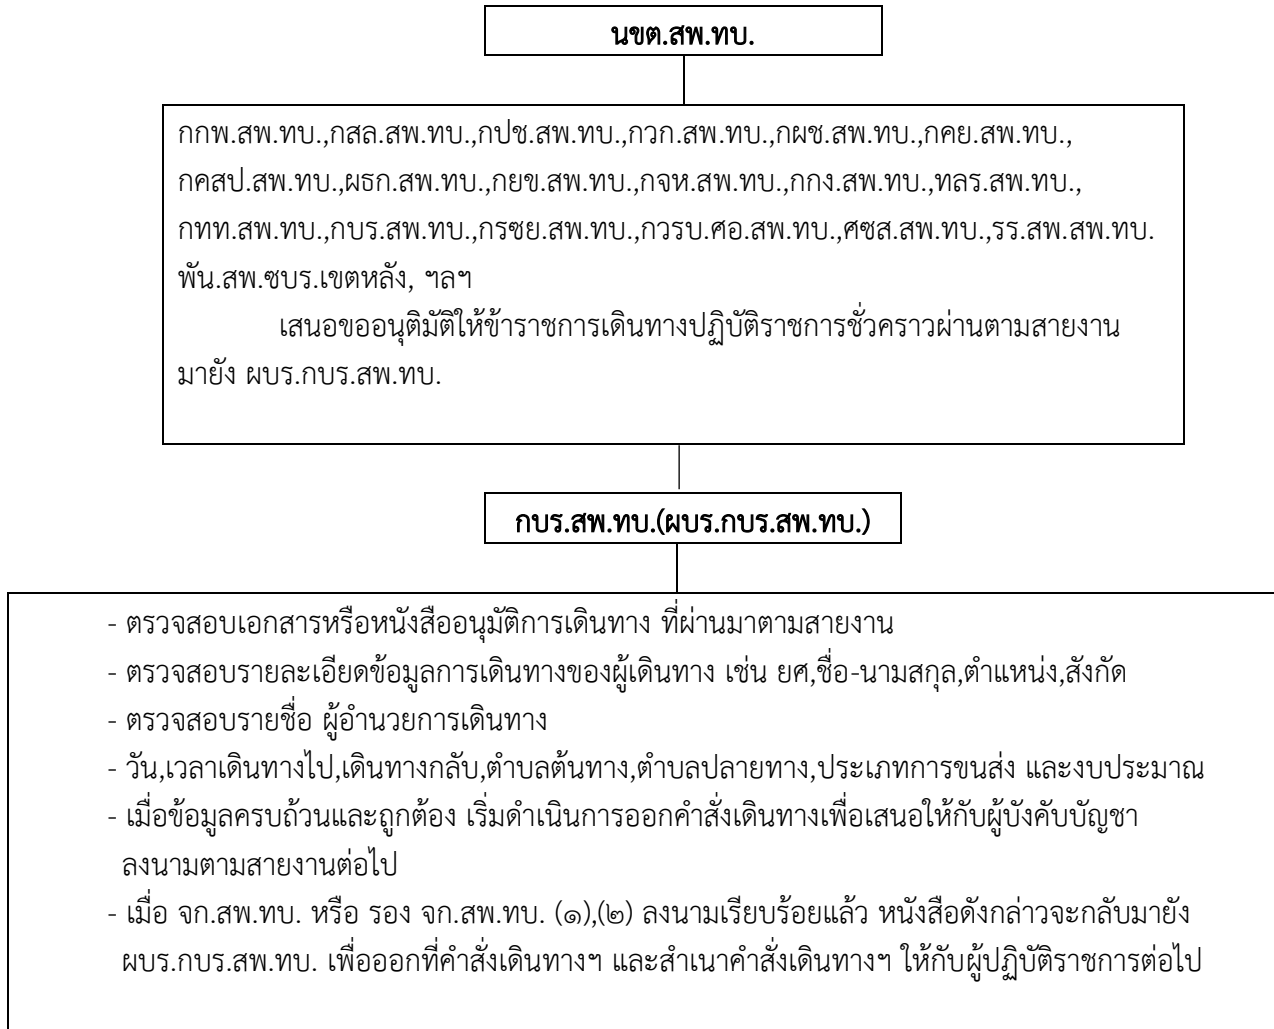 นขต.สพ.ทบ.
กกพ.สพ.ทบ.,กสล.สพ.ทบ.,กปช.สพ.ทบ.,กวก.สพ.ทบ.,กผช.สพ.ทบ.,กคย.สพ.ทบ.,
กคสป.สพ.ทบ.,ผธก.สพ.ทบ.,กยข.สพ.ทบ.,กจห.สพ.ทบ.,กกง.สพ.ทบ.,ทลร.สพ.ทบ.,
กทท.สพ.ทบ.,กบร.สพ.ทบ.,กรซย.สพ.ทบ.,กวรบ.ศอ.สพ.ทบ.,ศซส.สพ.ทบ.,รร.สพ.สพ.ทบ.
พัน.สพ.ซบร.เขตหลัง, ฯลฯ
เสนอขออนุติมัติให้ข้าราชการเดินทางปฏิบัติราชการชั่วคราวผ่านตามสายงาน
มายัง ผบร.กบร.สพ.ทบ.
กบร.สพ.ทบ.(ผบร.กบร.สพ.ทบ.)
- ตรวจสอบเอกสารหรือหนังสืออนุมัติการเดินทาง ที่ผ่านมาตามสายงาน
- ตรวจสอบรายละเอียดข้อมูลการเดินทางของผู้เดินทาง เช่น ยศ,ชื่อ-นามสกุล,ตำแหน่ง,สังกัด
- ตรวจสอบรายชื่อ ผู้อำนวยการเดินทาง
- วัน,เวลาเดินทางไป,เดินทางกลับ,ตำบลต้นทาง,ตำบลปลายทาง,ประเภทการขนส่ง และงบประมาณ
- เมื่อข้อมูลครบถ้วนและถูกต้อง เริ่มดำเนินการออกคำสั่งเดินทางเพื่อเสนอให้กับผู้บังคับบัญชา
ลงนามตามสายงานต่อไป
- เมื่อ จก.สพ.ทบ. หรือ รอง จก.สพ.ทบ. (๑),(๒) ลงนามเรียบร้อยแล้ว หนังสือดังกล่าวจะกลับมายัง
ผบร.กบร.สพ.ทบ. เพื่อออกที่คำสั่งเดินทางฯ และสำเนาคำสั่งเดินทางฯ ให้กับผู้ปฏิบัติราชการต่อไป